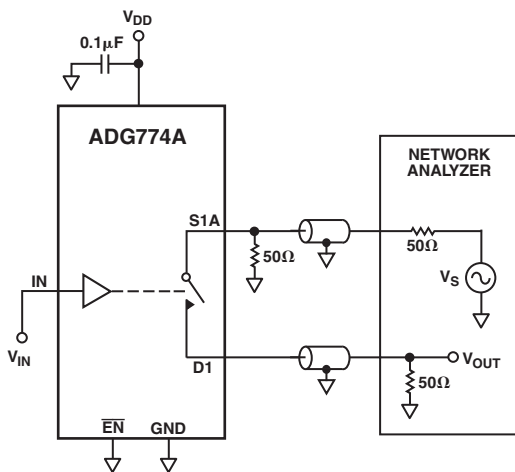 VDD
0.1µF
ADG774A
NETWORK
ANALYZER
S1A
50Ω
50Ω
VS
IN
VIN
D1
VOUT
50Ω
EN GND